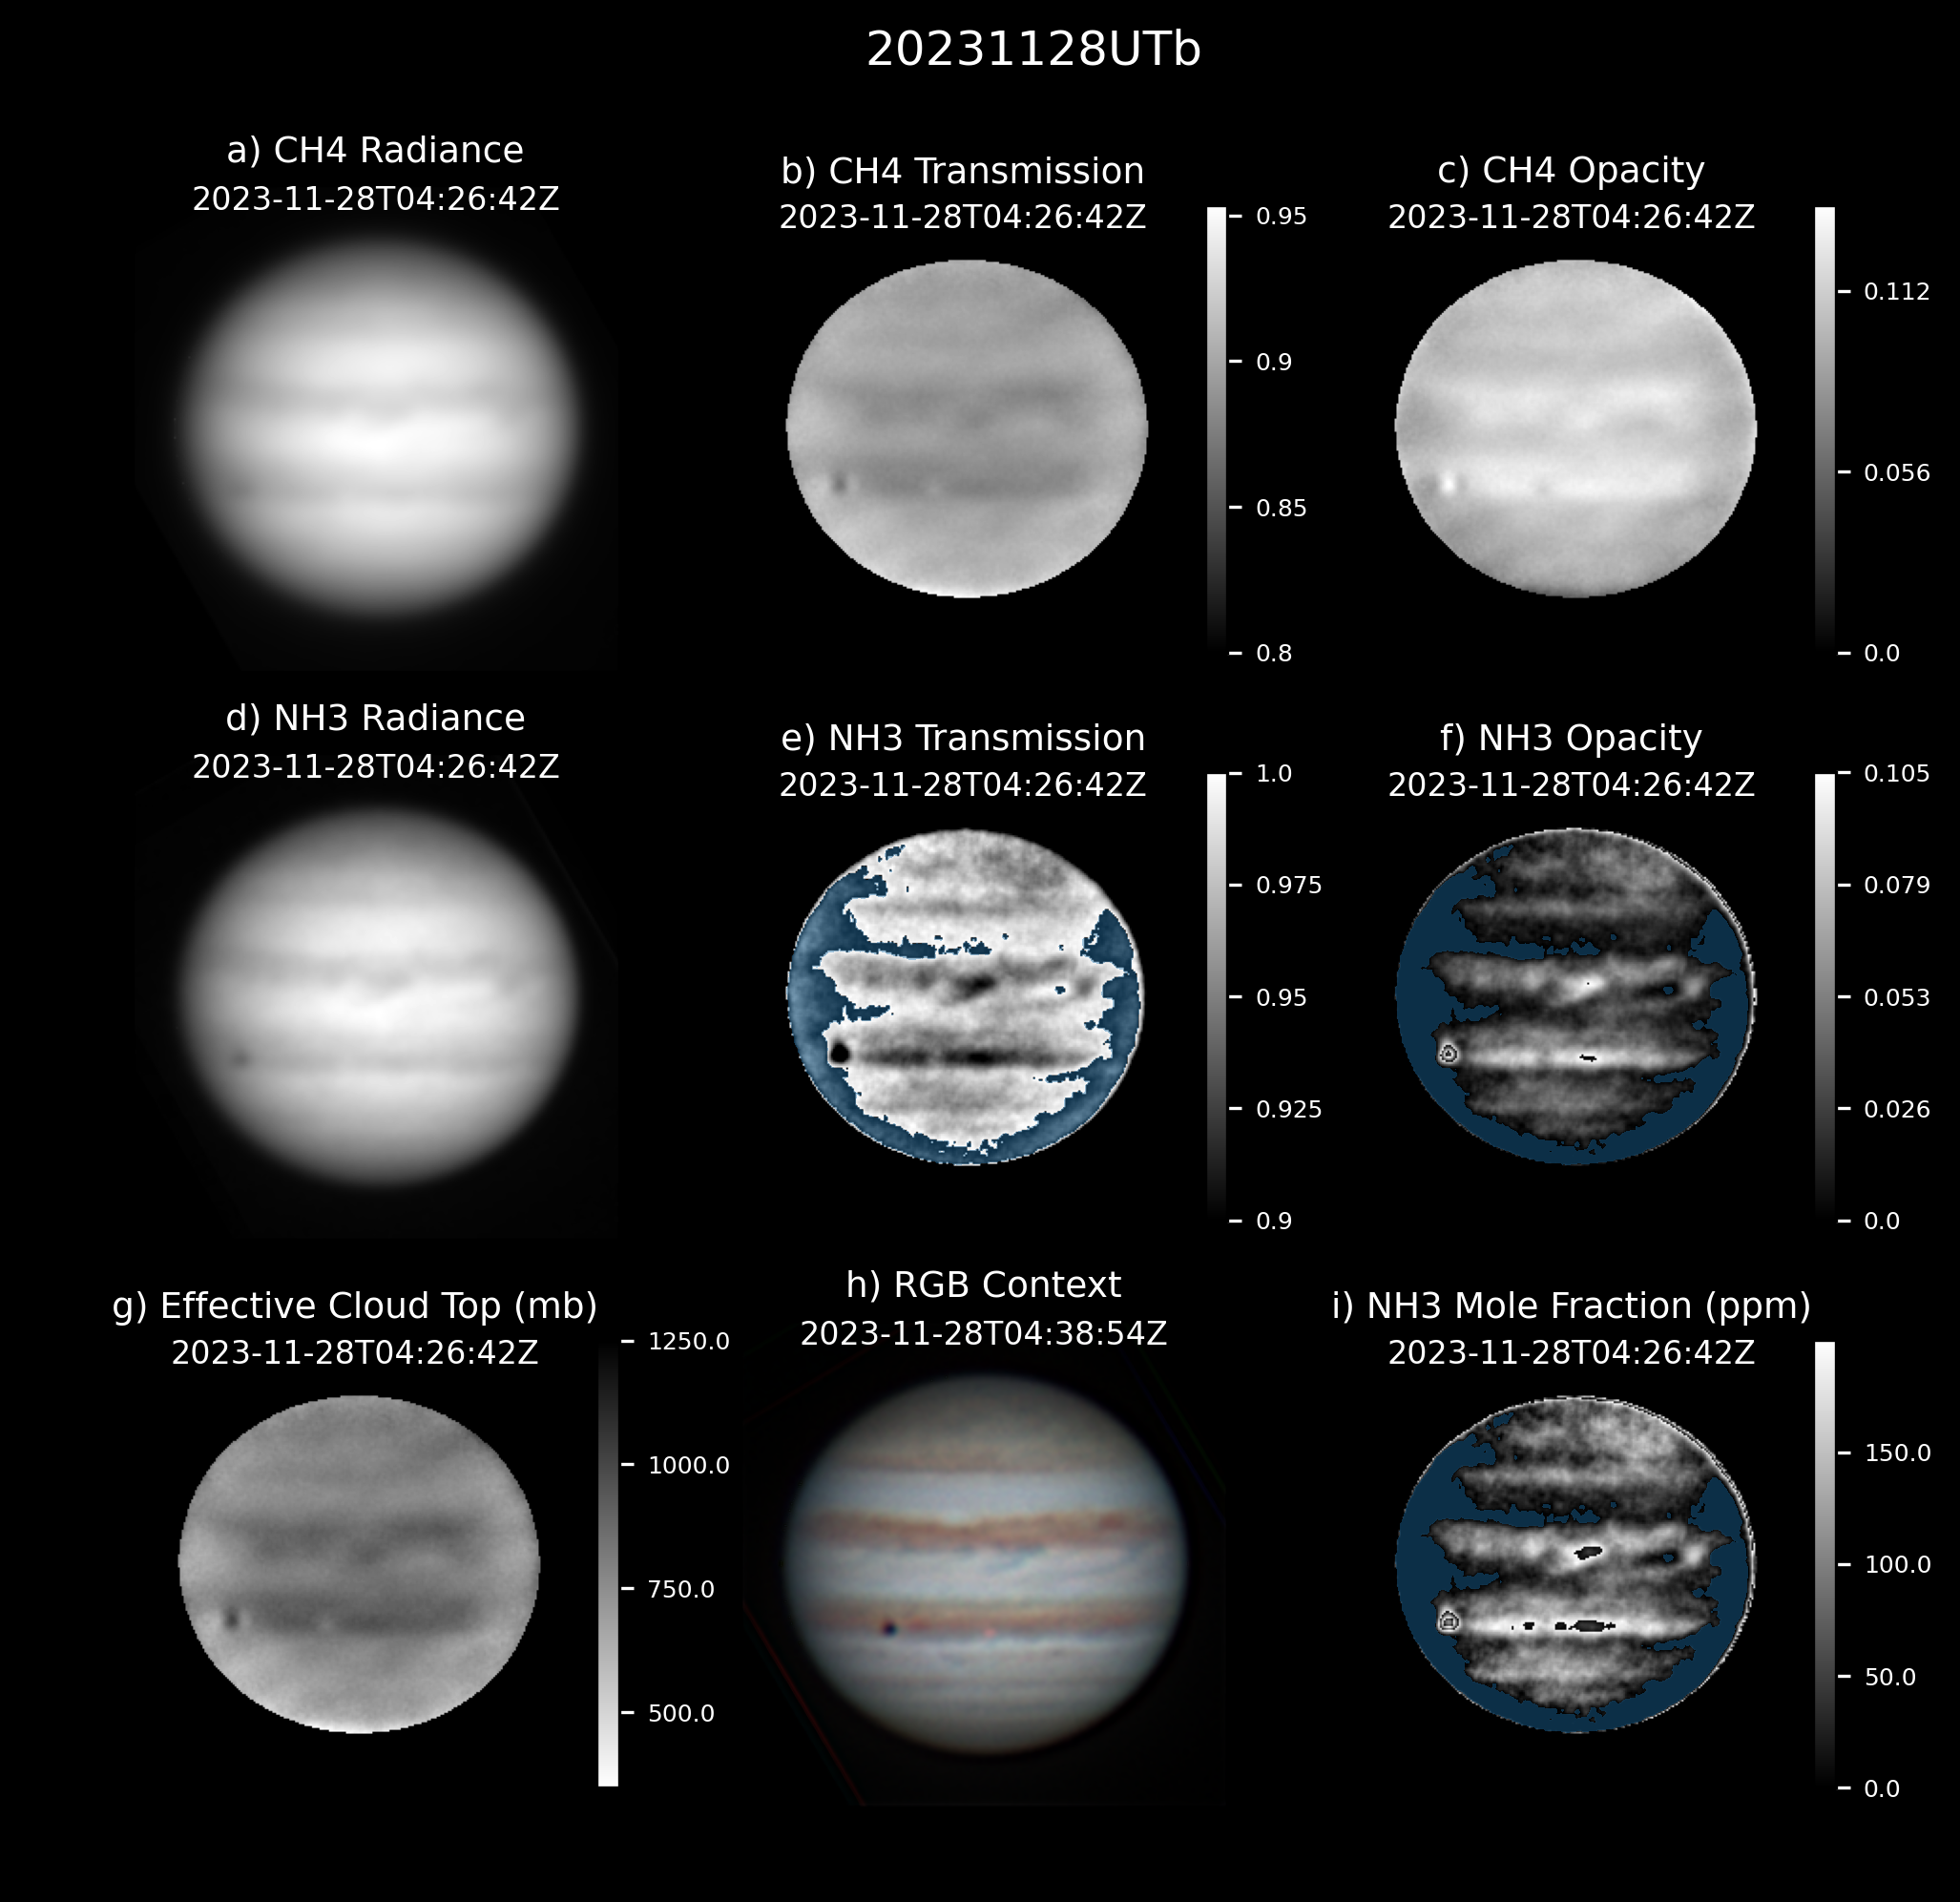 20231128UTb
a) CH4 Radiance
2023-11-28T04:26:42Z
b) CH4 Transmission
2023-11-28T04:26:42Z
0.95
0.9
0.85
0.8
c) CH4 Opacity
2023-11-28T04:26:42Z
0.112
0.056
0.0
d) NH3 Radiance
2023-11-28T04:26:42Z
e) NH3 Transmission
2023-11-28T04:26:42Z
1.0
0.975
0.95
0.925
0.9
f) NH3 Opacity
2023-11-28T04:26:42Z
0.105
0.079
0.053
0.026
0.0
g) Effective Cloud Top (mb)
2023-11-28T04:26:42Z
1250.0
1000.0
750.0
500.0
h) RGB Context
2023-11-28T04:38:54Z
i) NH3 Mole Fraction (ppm)
2023-11-28T04:26:42Z
150.0
100.0
50.0
0.0